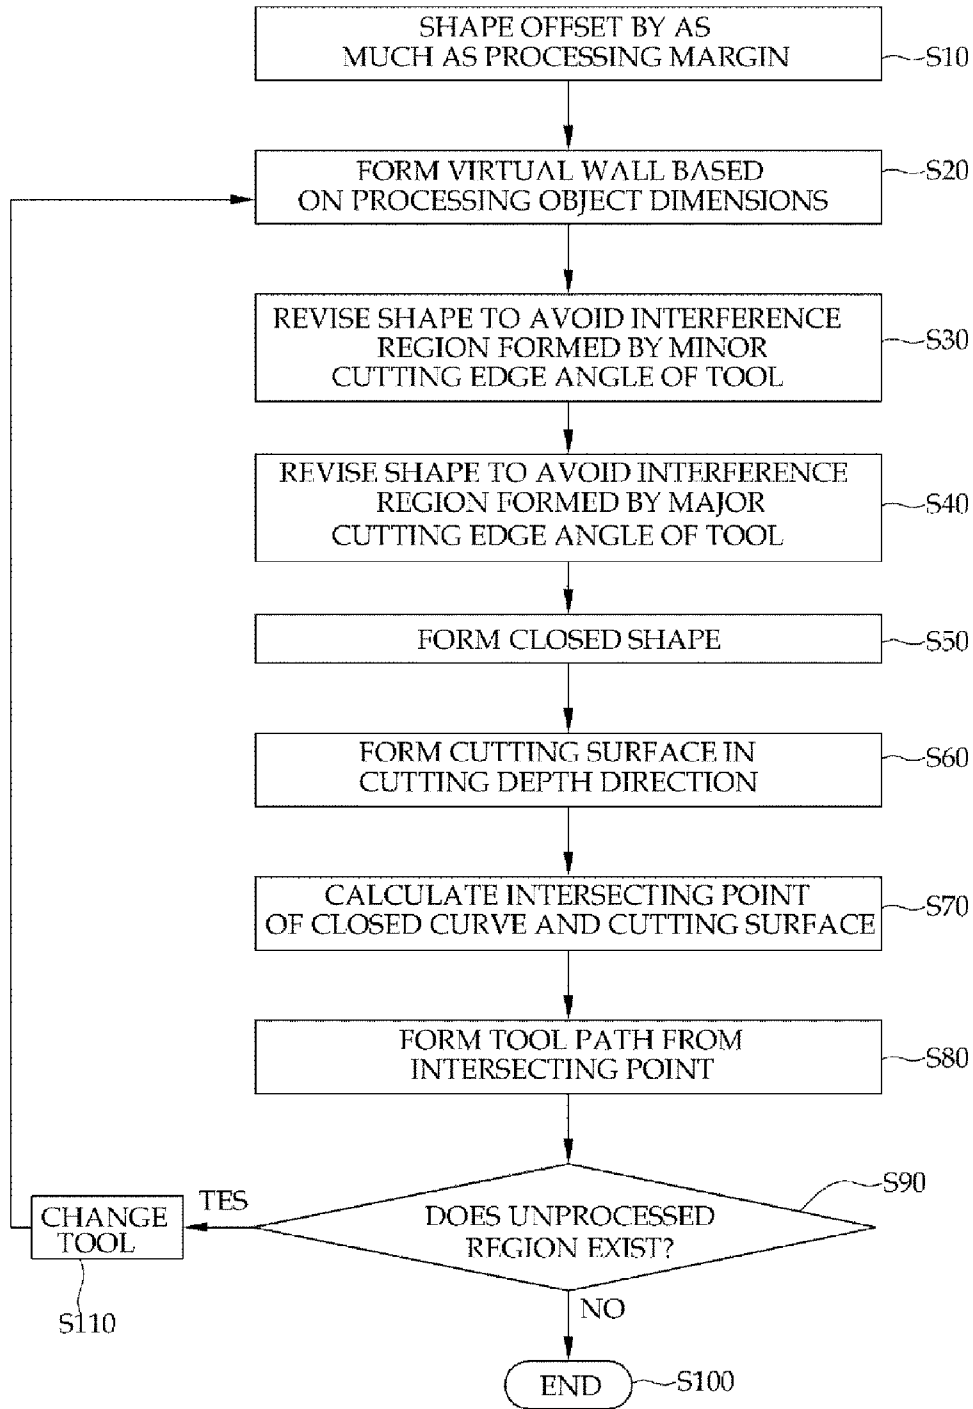 SHAPE OFFSET BY AS
MUCH AS PROCESSING MARGIN
S10
FORM VIRTUAL WALL BASED
ON PROCESSING OBJECT DIMENSIONS
S20
REVISE SHAPE TO AVOID INTERFERENCE
REGION FORMED BY MINOR
CUTTING EDGE ANGLE OF TOOL
S30
REVISE SHAPE TO AVOID INTERFERENCE
REGION FORMED BY MAJOR
CUTTING EDGE ANGLE OF TOOL
S40
FORM CLOSED SHAPE
S50
FORM CUTTING SURFACE IN
CUTTING DEPTH DIRECTION
S60
CALCULATE INTERSECTING POINT
OF CLOSED CURVE AND CUTTING SURFACE
S70
FORM TOOL PATH FROM
INTERSECTING POINT
S80
DOES UNPROCESSED
REGION EXIST?
S90
TES
CHANGE
TOOL
S110
NO
END
S100